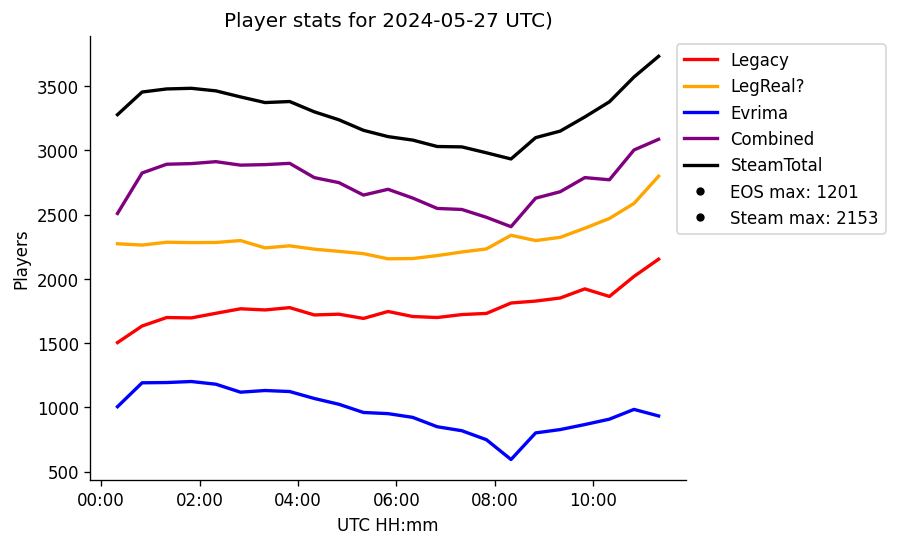 Player stats for 2024-05-27 UTC)
Legacy
LegReal?
Evrima
Combined
SteamTotal
EOS max: 1201
Steam max: 2153
Players
3500
3000
2500
2000
1500
1000
500
00:00 02:00 04:00 06:00 08:00 10:00
UTC HH:mm